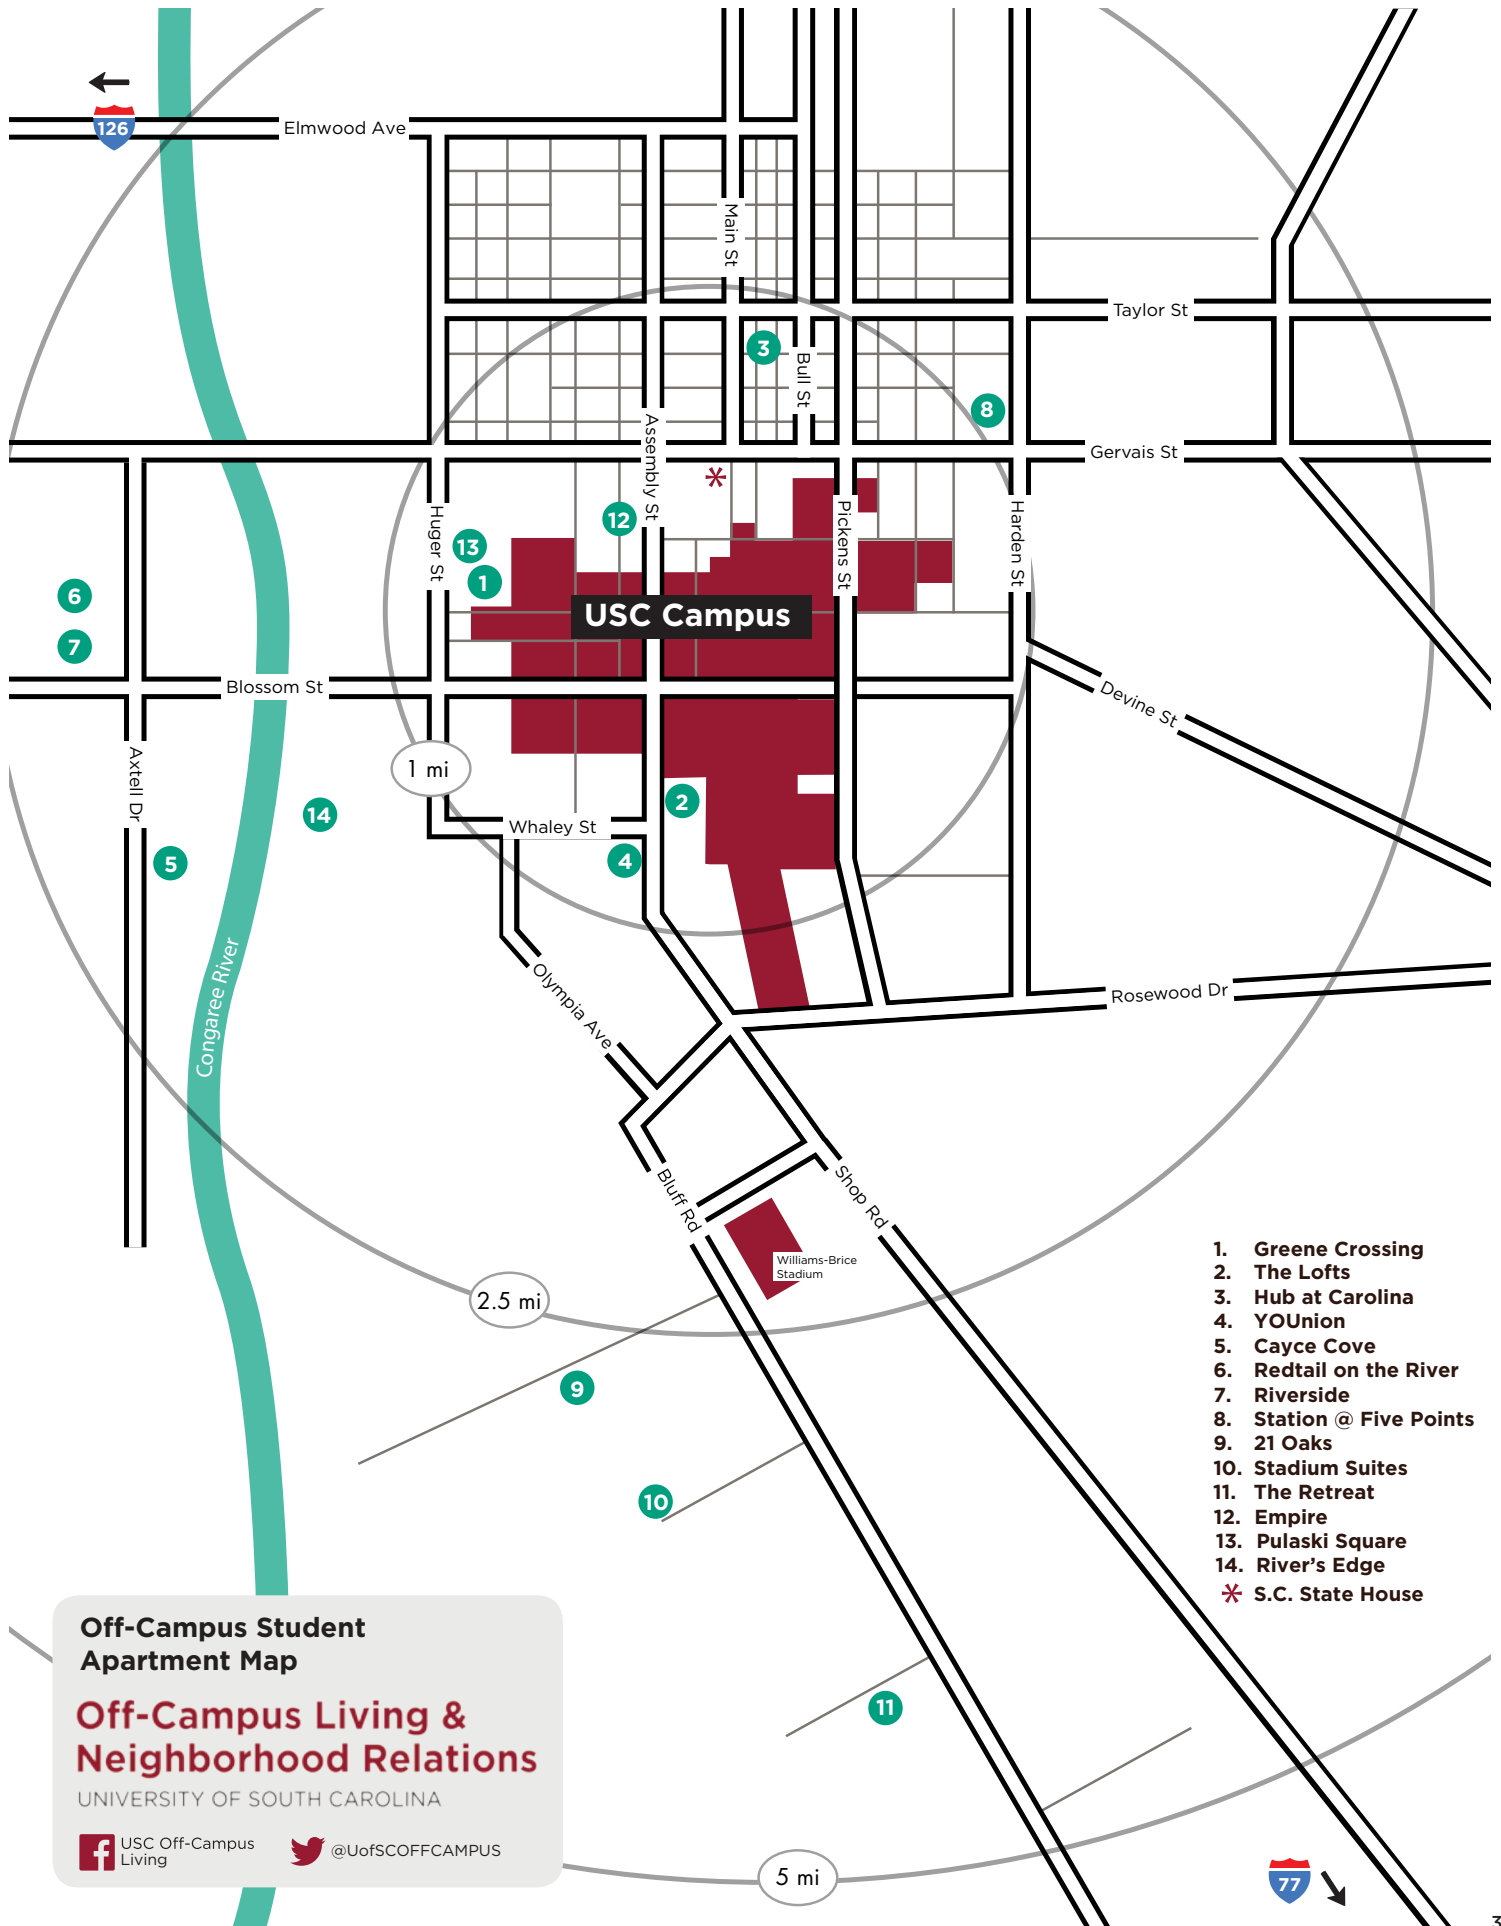 126
Elmwood Ave
Main St
Taylor St
3
Bull St
8
Assembly St
Gervais St
Huger St
12
13
1
Pickens St
Harden St
6
7
USC Campus
Blossom St
Devine St
Axtell Dr
1 mi
14
2
Whaley St
4
5
Congaree River
Olympia Ave
Rosewood Dr
Bluff Rd
Shop Rd
Williams-Brice
Stadium
2.5 mi
9
10
11
1. Greene Crossing
2. The Lofts
3. Hub at Carolina
4. YOUnion
5. Cayce Cove
6. Redtail on the River
7. Riverside
8. Station @ Five Points
9. 21 Oaks
10. Stadium Suites
11. The Retreat
12. Empire
13. Pulaski Square
14. River's Edge
* S.C. State House
Off-Campus Student
Apartment Map
Off-Campus Living &
Neighborhood Relations
UNIVERSITY OF SOUTH CAROLINA
USC Off-Campus
Living
@UofSCOFFCAMPUS
5 mi
77
3